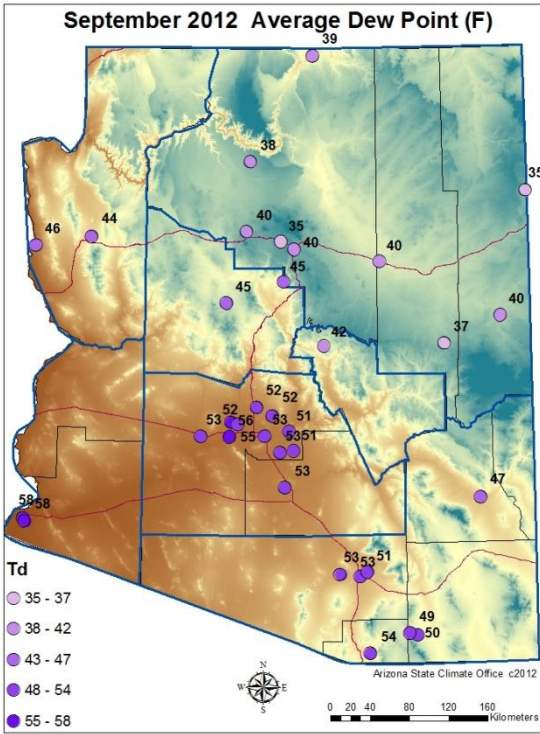 September 2012 Average Dew Point (F)
39
38
35
46
44
40
35
40
40
45
45
40
42
37
52
52
53
52
56
53
51
55
53
51
53
47
58
58
53
53
51
49
50
54
Td
35 - 37
38 - 42
43 - 47
48 - 54
55 - 58
N
W
E
S
Arizona State Climate Office c2012
0 20 40 80 120 160
Kilometers